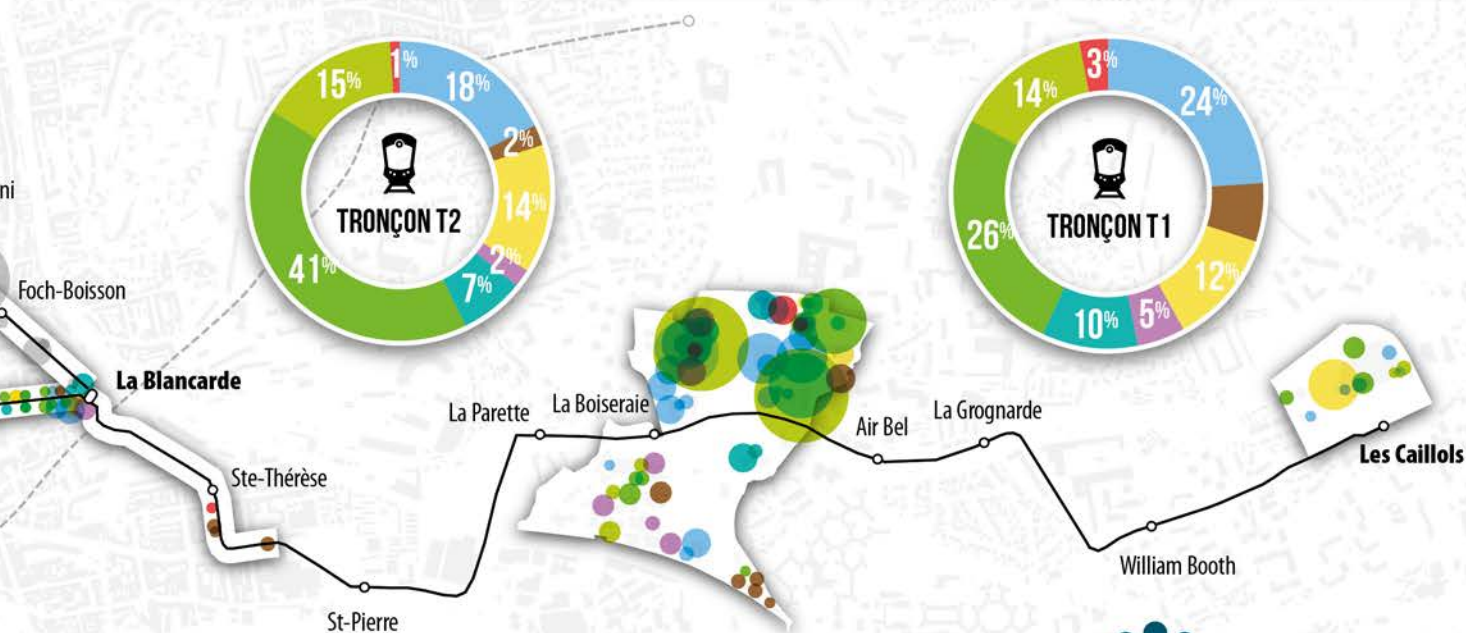 15%
1%
18%
2%
14%
2%
7%
41%
TRONÇON T2
14%
3%
24%
12%
5%
10%
26%
TRONÇON T1
ni
Foch-Boisson
La Blancarde
Ste-Thérèse
St-Pierre
La Parette
La Boiseraie
Air Bel
La Grognarde
William Booth
Les Caillols